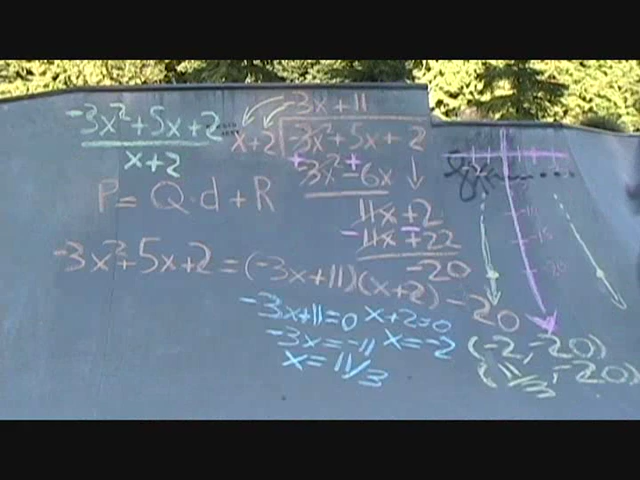 -3x²+5x+2
x+2
P=Q·d+R
-3x²+5x+2=(-3x+11)(x+2)-20
-3x+11
x+2 -3x²+5x+2
-3x²-6x
11x+2
-11x+22
-20
-3x+11=0 x+2=0
-3x=-11 x=-2
x=11/3
-15
-20
(-2,-20)
(11/3,-20)